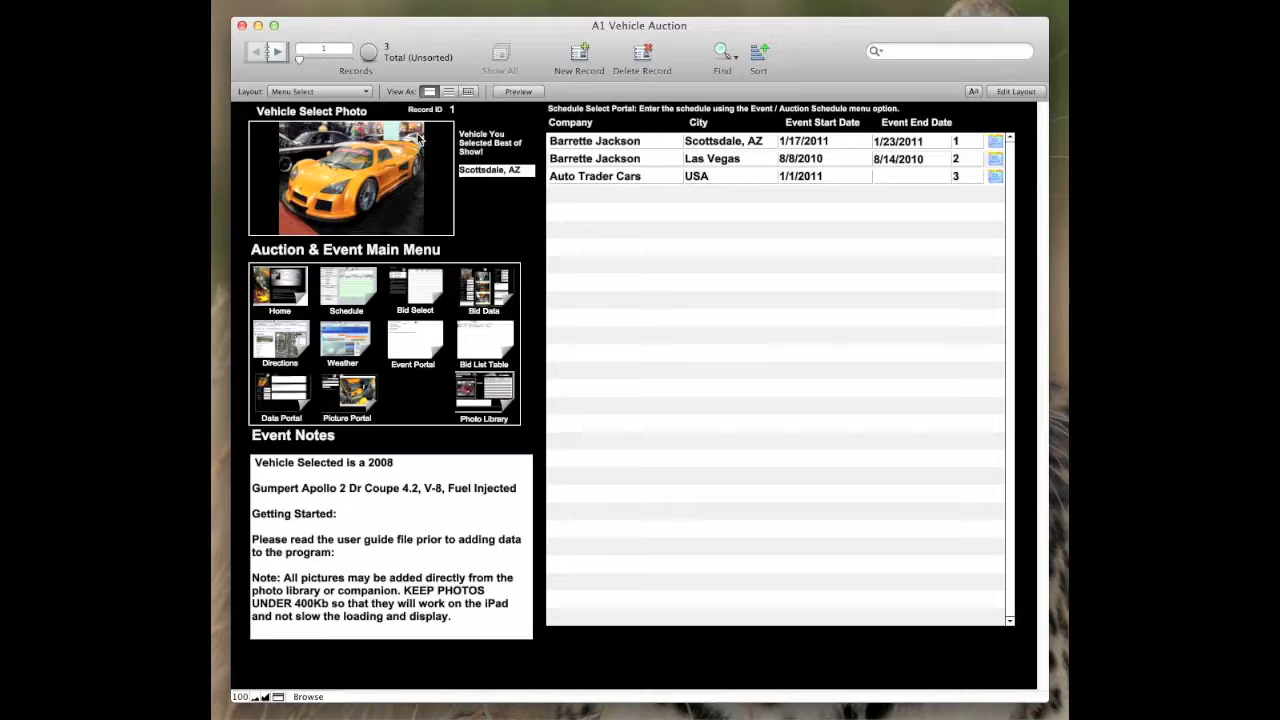 A1 Vehicle Auction
1
3
Total (Unsorted)
Records
Show All
New Record
Delete Record
Find
Sort
Layout: Menu Select
View As:
Preview
Aa
Edit Layout
Vehicle Select Photo
Record ID 1
Vehicle You
Selected Best of
Show!
Scottsdale, AZ
Schedule Select Portal: Enter the schedule using the Event / Auction Schedule menu option.
Company City Event Start Date Event End Date
Barrette Jackson Scottsdale, AZ 1/17/2011 1/23/2011 1
Barrette Jackson Las Vegas 8/8/2010 8/14/2010 2
Auto Trader Cars USA 1/1/2011 3
Auction & Event Main Menu
Home Schedule Bid Select Bid Data
Directions Weather Event Portal Bid List Table
Data Portal Picture Portal Photo Library
Event Notes
Vehicle Selected is a 2008
Gumpert Apollo 2 Dr Coupe 4.2, V-8, Fuel Injected
Getting Started:
Please read the user guide file prior to adding data
to the program:
Note: All pictures may be added directly from the
photo library or companion. KEEP PHOTOS
UNDER 400Kb so that they will work on the iPad
and not slow the loading and display.
100
Browse